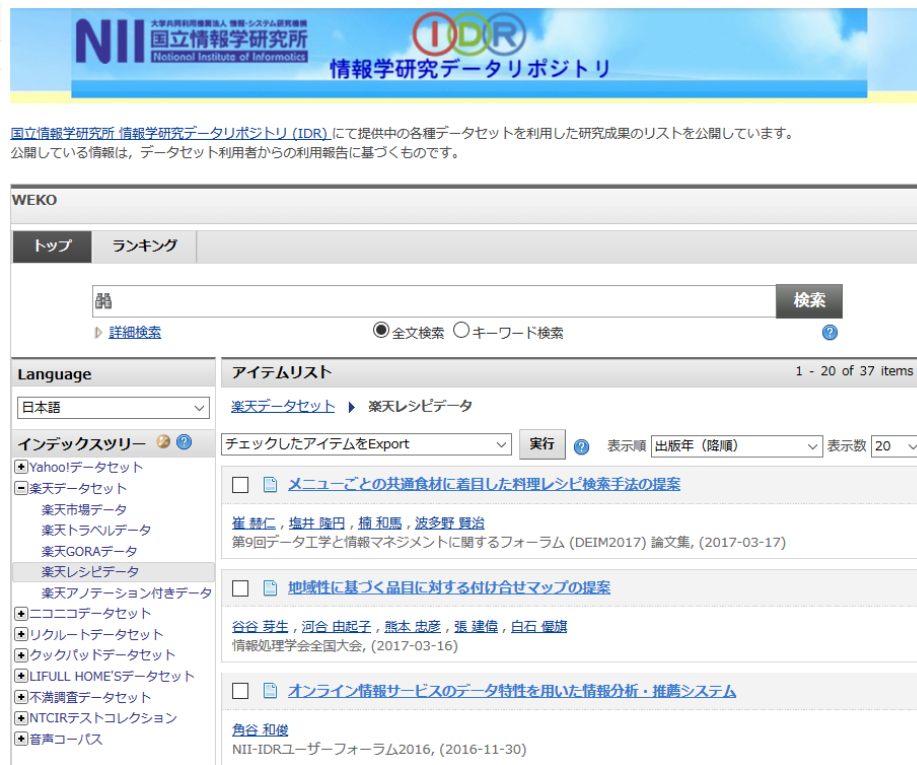 大学共同利用機関法人 情報・システム研究機構
NII 国立情報学研究所
National Institute of Informatics
IDR
情報学研究データリポジトリ
国立情報学研究所 情報学研究データリポジトリ (IDR) にて提供中の各種データセットを利用した研究成果のリストを公開しています。
公開している情報は，データセット利用者からの利用報告に基づくものです。
WEKO
トップ ランキング
検索
詳細検索 全文検索 キーワード検索
Language
日本語
インデックスツリー
Yahoo!データセット
楽天データセット
楽天市場データ
楽天トラベルデータ
楽天GORAデータ
楽天レシピデータ
楽天アノテーション付きデータ
ニコニコデータセット
リクルートデータセット
クックパッドデータセット
LIFULL HOME'Sデータセット
不満調査データセット
NTCIRテストコレクション
音声コーパス
アイテムリスト 1 - 20 of 37 items
楽天データセット 楽天レシピデータ
チェックしたアイテムをExport 実行 表示順 出版年（降順） 表示数 20
メニューごとの共通食材に着目した料理レシピ検索手法の提案
崔 赫仁 , 塩井 隆円 , 楠 和馬 , 波多野 賢治
第9回データ工学と情報マネジメントに関するフォーラム (DEIM2017) 論文集, (2017-03-17)
地域性に基づく品目に対する付け合せマップの提案
谷谷 芽生 , 河合 由起子 , 熊本 忠彦 , 張 建偉 , 白石 優旗
情報処理学会全国大会, (2017-03-16)
オンライン情報サービスのデータ特性を用いた情報分析・推薦システム
角谷 和俊
NII-IDRユーザーフォーラム2016, (2016-11-30)